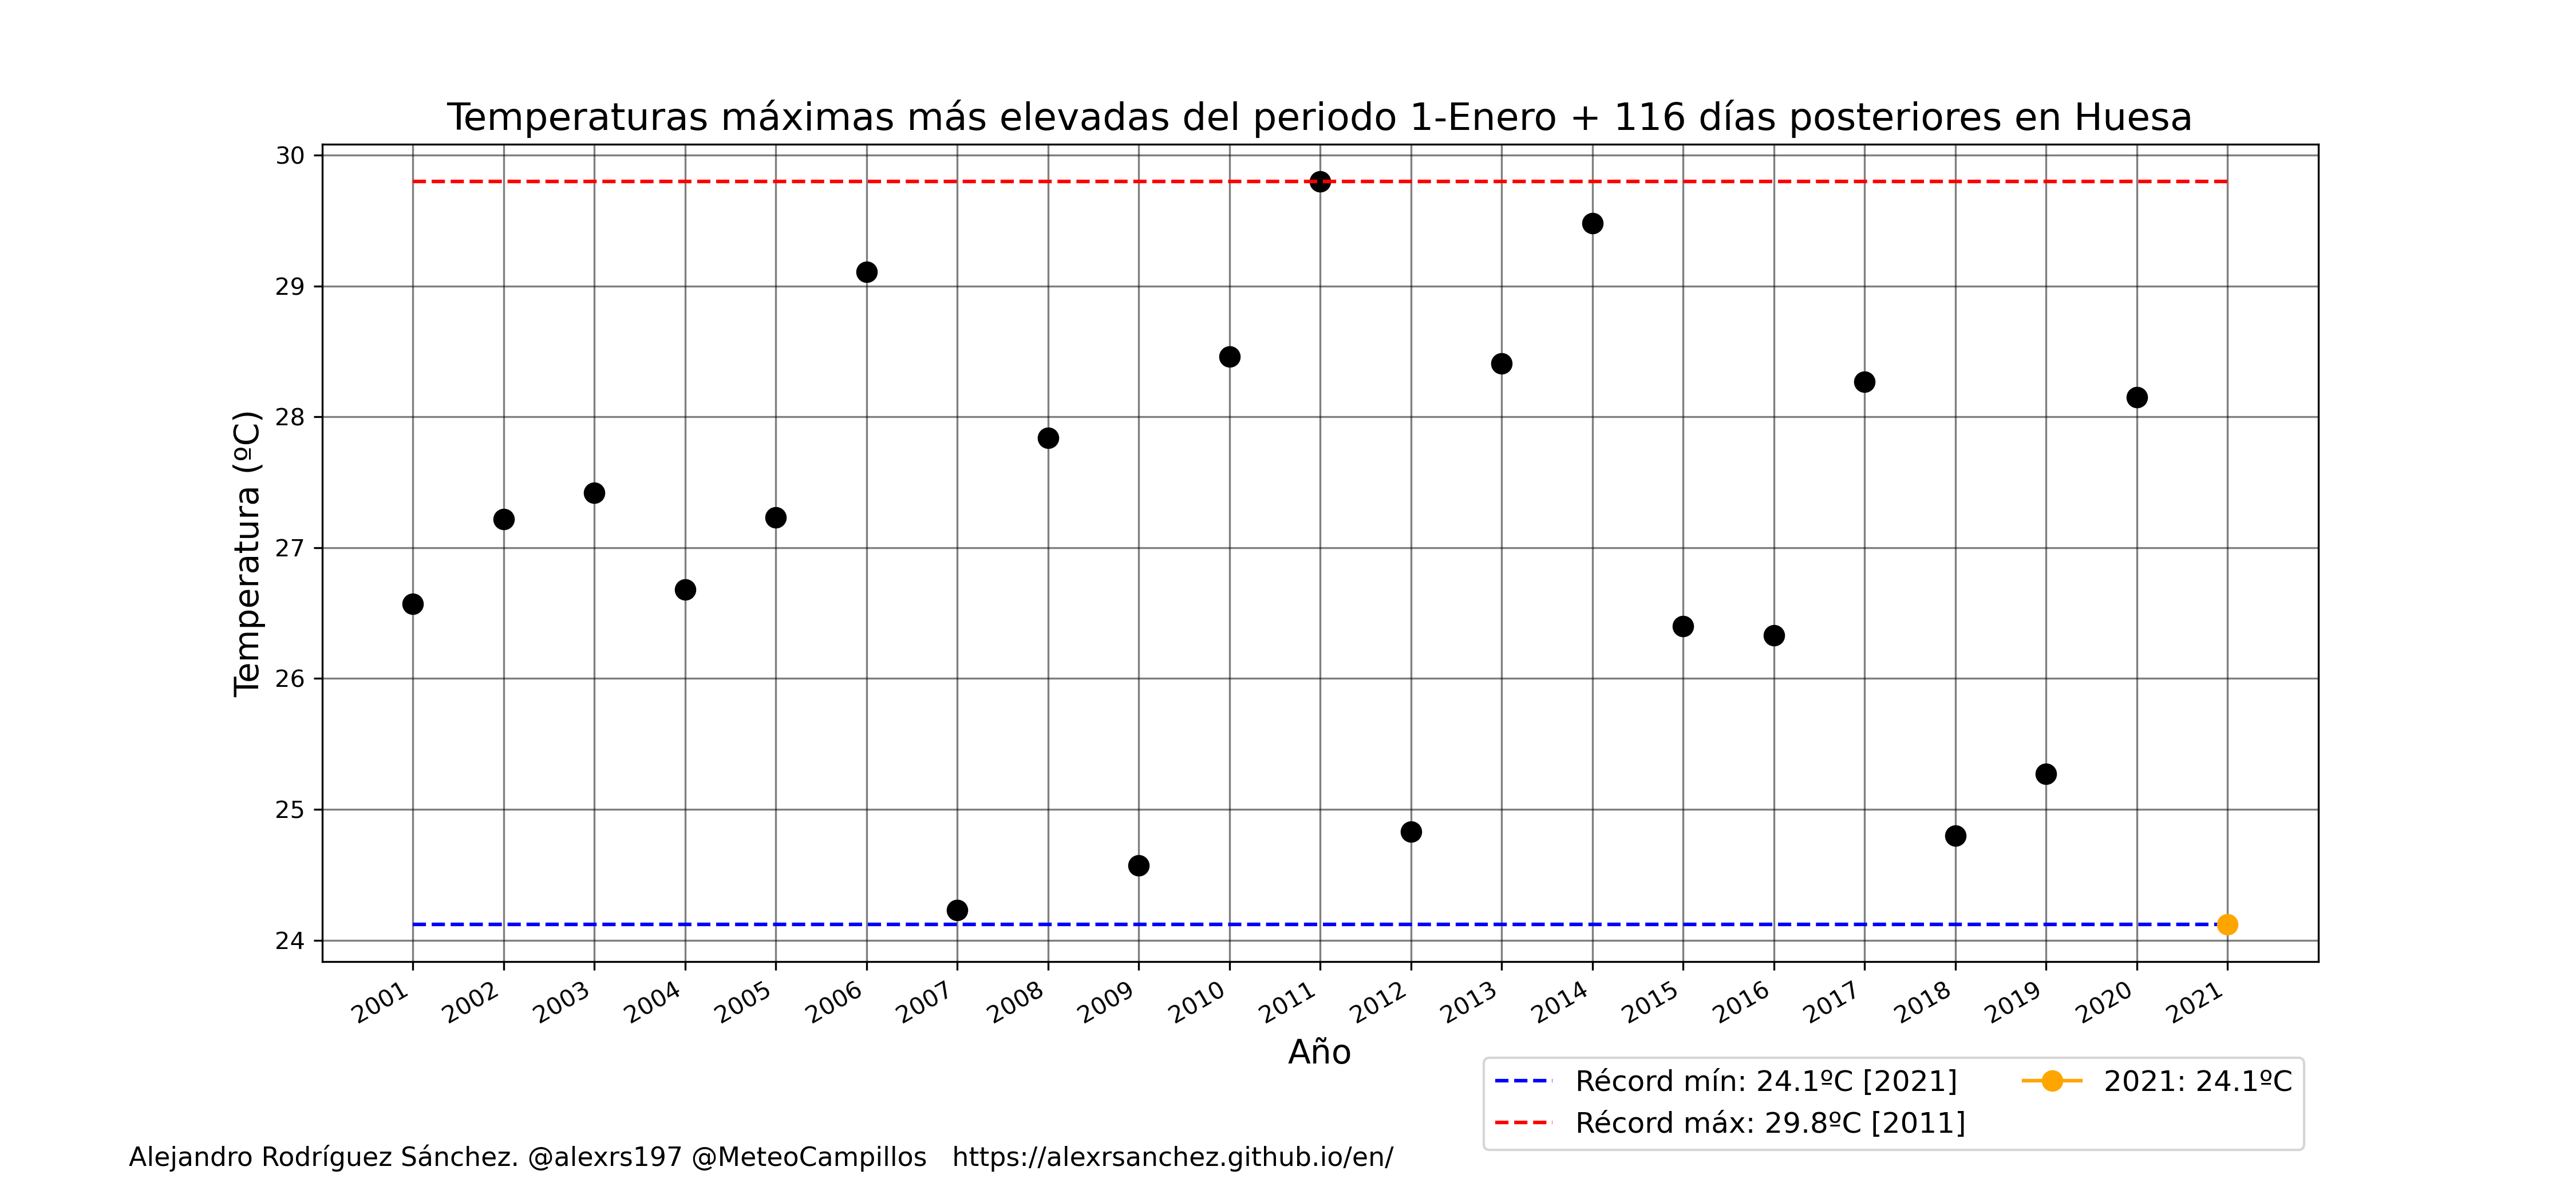 Temperaturas máximas más elevadas del periodo 1-Enero + 116 días posteriores en Huesa
30
29
28
27
26
25
24
Temperatura (ºC)
2001 2002 2003 2004 2005 2006 2007 2008 2009 2010 2011 2012 2013 2014 2015 2016 2017 2018 2019 2020 2021
Año
Récord mín: 24.1ºC [2021]
Récord máx: 29.8ºC [2011]
2021: 24.1ºC
Alejandro Rodríguez Sánchez. @alexrs197 @MeteoCampillos https://alexrsanchez.github.io/en/